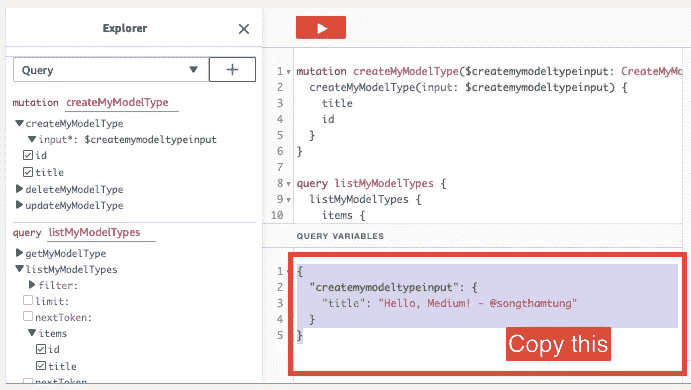 Explorer
Query
mutation createMyModelType
createMyModelType
input*: $createmymodeltypeinput
id
title
deleteMyModelType
updateMyModelType
query listMyModelTypes
getMyModelType
listMyModelTypes
filter:
limit:
nextToken:
items
id
title
nextToken
1 mutation createMyModelType($createmymodeltypeinput: CreateMyMo
2 createMyModelType(input: $createmymodeltypeinput) {
3 title
4 id
5 }
6 }
7
8 query listMyModelTypes {
9 listMyModelTypes {
10 items {
QUERY VARIABLES
1 {
2 "createmymodeltypeinput": {
3 "title": "Hello, Medium! - @songthamtung"
4 }
5 }
Copy this